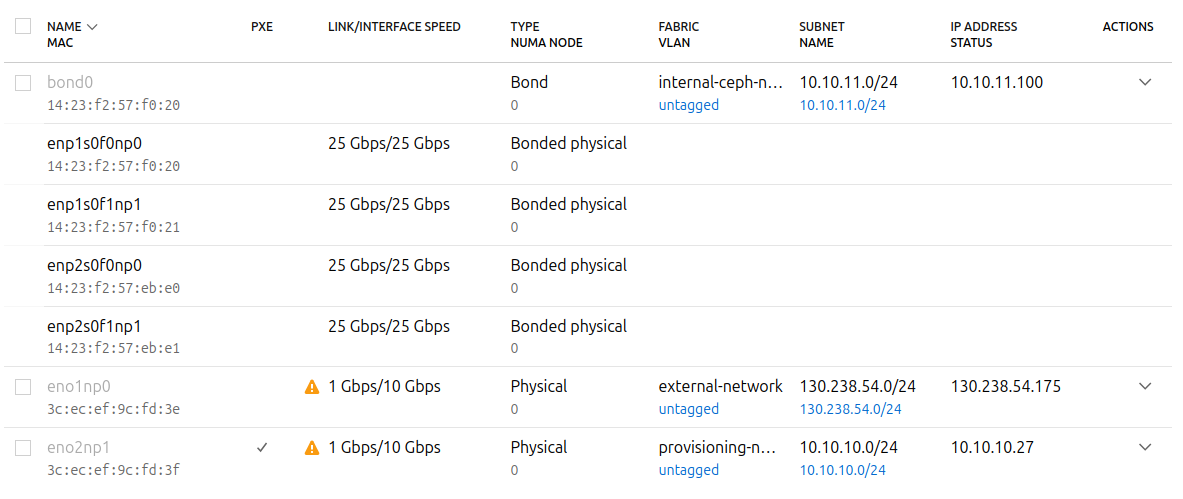 NAME PXE LINK/INTERFACE SPEED TYPE FABRIC SUBNET IP ADDRESS ACTIONS
MAC NUMA NODE VLAN NAME STATUS
bond0 Bond internal-ceph-n... 10.10.11.0/24 10.10.11.100
14:23:f2:57:f0:20 0 untagged 10.10.11.0/24
enp1s0f0np0 25 Gbps/25 Gbps Bonded physical
14:23:f2:57:f0:20 0
enp1s0f1np1 25 Gbps/25 Gbps Bonded physical
14:23:f2:57:f0:21 0
enp2s0f0np0 25 Gbps/25 Gbps Bonded physical
14:23:f2:57:eb:e0 0
enp2s0f1np1 25 Gbps/25 Gbps Bonded physical
14:23:f2:57:eb:e1 0
eno1np0 1 Gbps/10 Gbps Physical external-network 130.238.54.0/24 130.238.54.175
3c:ec:ef:9c:fd:3e 0 untagged 130.238.54.0/24
eno2np1 1 Gbps/10 Gbps Physical provisioning-n... 10.10.10.0/24 10.10.10.27
3c:ec:ef:9c:fd:3f 0 untagged 10.10.10.0/24